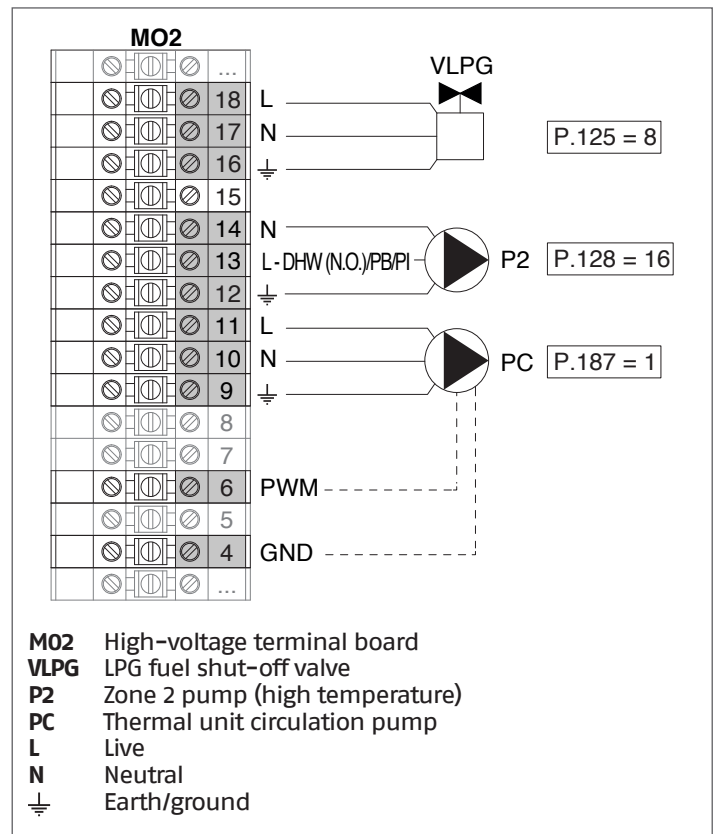 MO2
...
18 L
VLPG
17 N
P.125 = 8
16 ⏚
15
14 N
13 L - DHW (N.O.)/PB/PI
P2 P.128 = 16
12 ⏚
11 L
10 N
PC P.187 = 1
9 ⏚
8
7
6 PWM
5
4 GND
...
M02 High-voltage terminal board
VLPG LPG fuel shut-off valve
P2 Zone 2 pump (high temperature)
PC Thermal unit circulation pump
L Live
N Neutral
⏚ Earth/ground